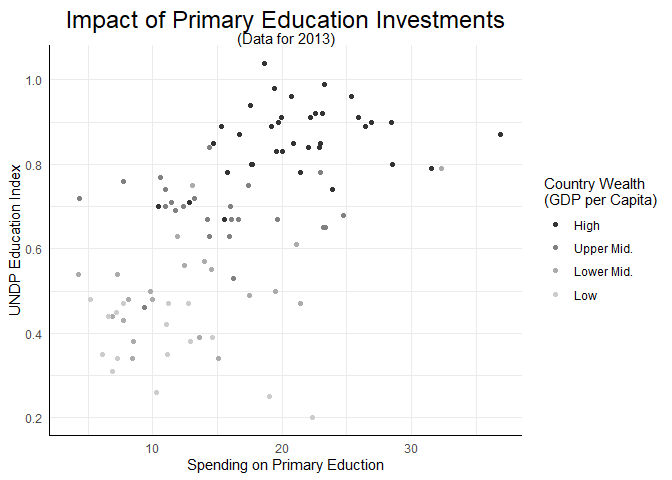 Impact of Primary Education Investments
(Data for 2013)
UNDP Education Index
1.0
0.8
0.6
0.4
0.2
10 20 30
Spending on Primary Eduction
Country Wealth
(GDP per Capita)
High
Upper Mid.
Lower Mid.
Low